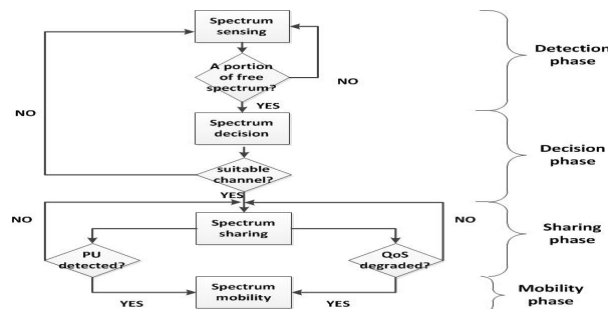 Spectrum
sensing
Detection
phase
A portion
of free
spectrum?
NO
YES
NO
Spectrum
decision
Decision
phase
suitable
channel?
YES
NO
NO
Spectrum
sharing
Sharing
phase
PU
detected?
QoS
degraded?
Spectrum
mobility
YES
YES
Mobility
phase